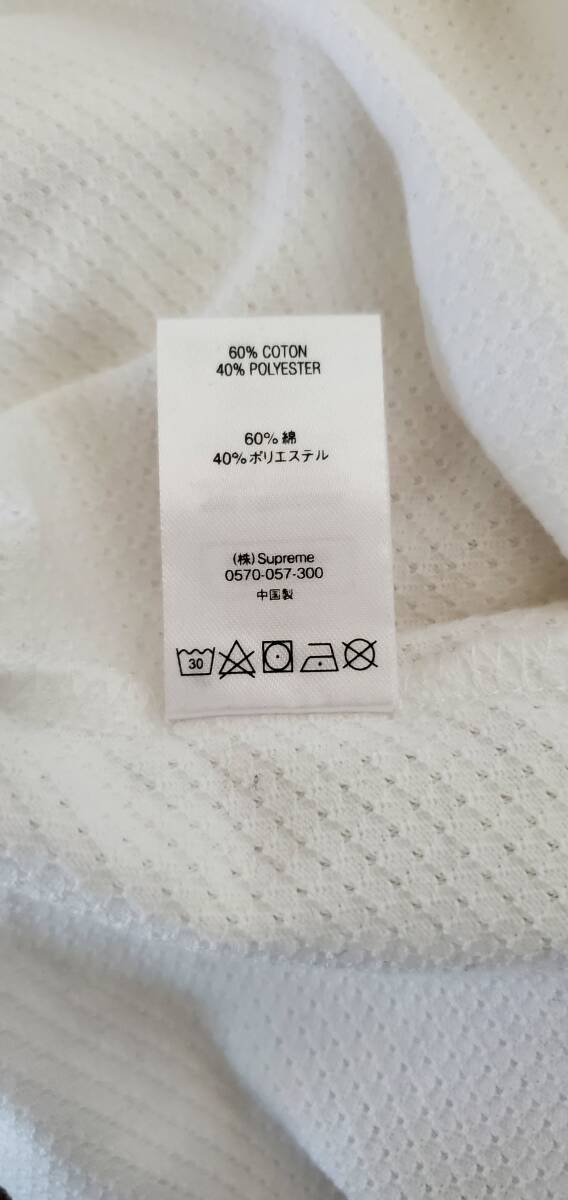 60% COTON
40% POLYESTER
60% 綿
40% ポリエステル
(株) Supreme
0570-057-300
中国製
30